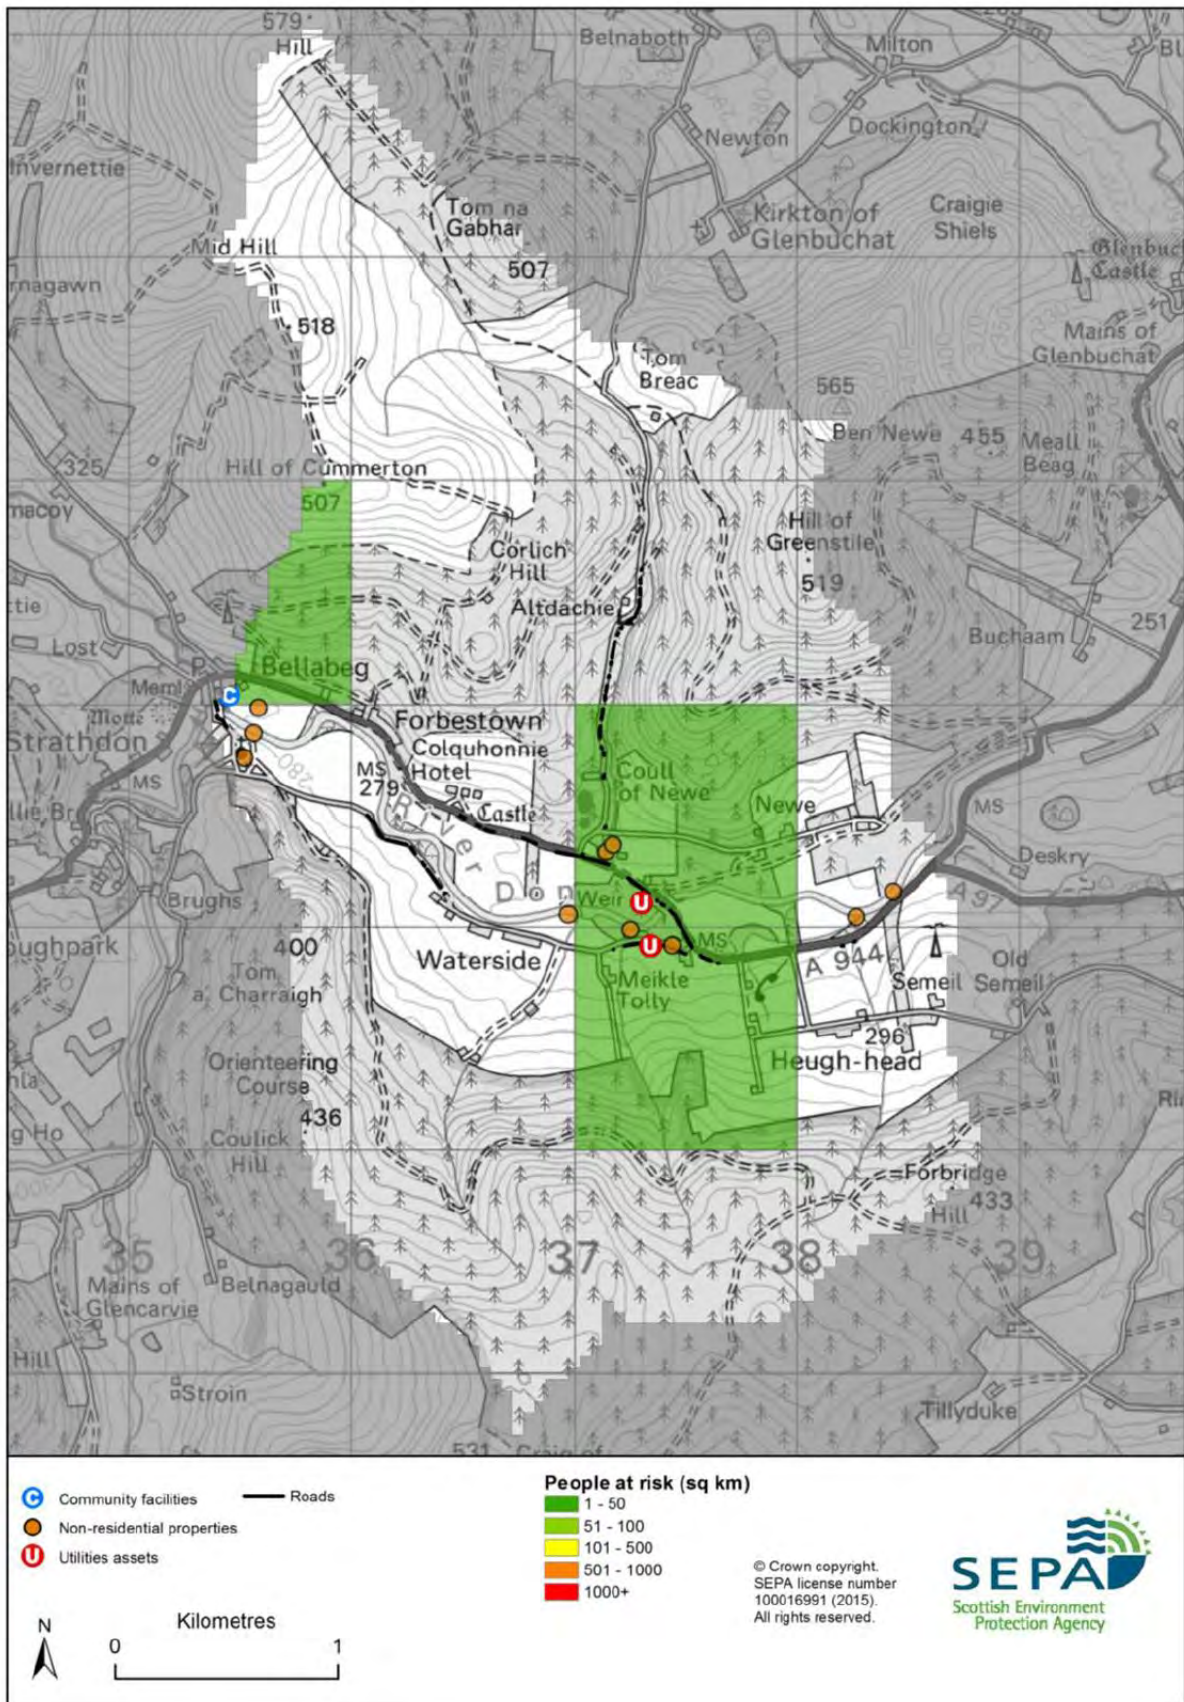 579
Hill
Belnaboth
Milton
Invernettie
Newton
Dockington
Tom na
Gabhar
507
Kirkton of
Glenbuchat
Craigie
Shiels
Castle
Mid Hill
518
Mains of
Glenbuchat
Tom
Breac
565
Ben Newe
455
Meall
Beag
325
Hill of Cummerton
507
Corlich
Hill
Hill of
Greenstile
519
Altdachie
Buchaam
251
Lost
Bellabeg
C
Forbestown
Strathdon
MS
280
MS
279
Colquhonnie
Hotel
Castle
River
Don
Coull
of Newe
Newe
MS
Deskry
A 97
Weir
U
U
MS
Brughs
400
Waterside
Meikle
Tolly
A 944
Semeil
Old
Semeil
Tom
a' Charraigh
296
Heugh-head
Orienteering
Course
436
Coulick
Hill
Forbridge
Hill
433
35
36
37
38
39
Mains of
Glencarvie
Belnagauld
Hill
Stroin
Tillyduke
531
C Community facilities
Roads
Non-residential properties
U Utilities assets
People at risk (sq km)
1 - 50
51 - 100
101 - 500
501 - 1000
1000+
© Crown copyright.
SEPA license number
100016991 (2015).
All rights reserved.
SEPA
Scottish Environment
Protection Agency
N
Kilometres
0 1